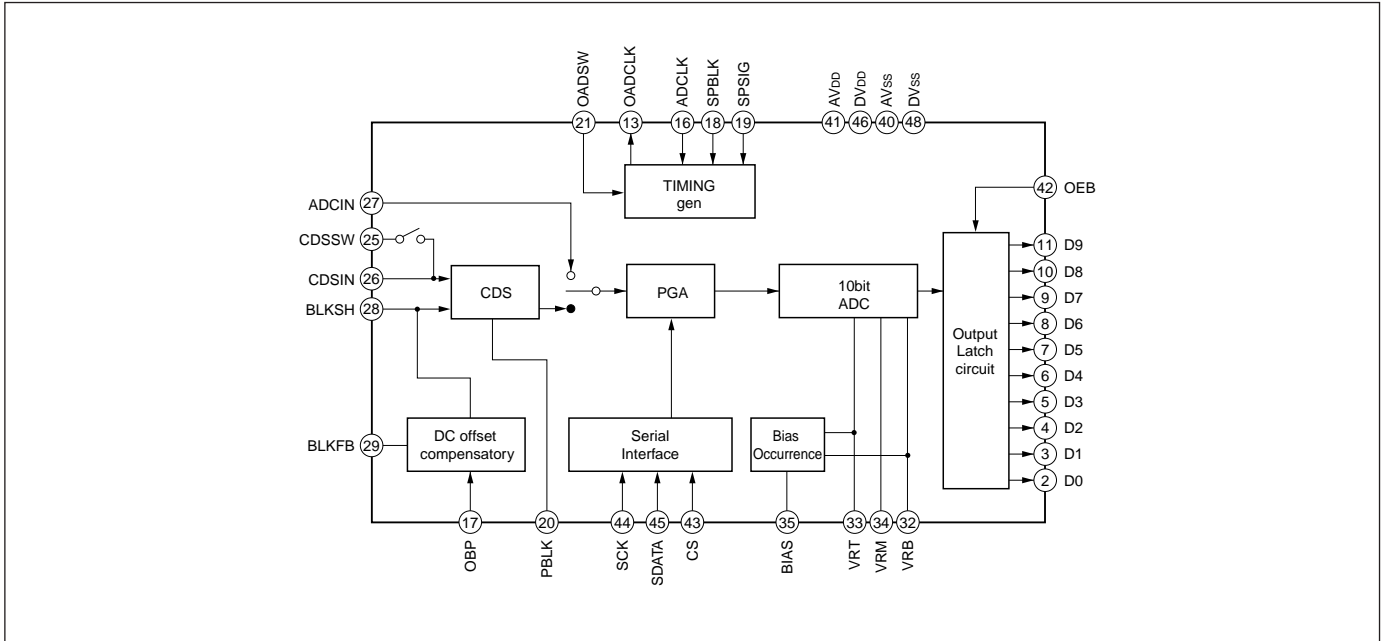 OADSW
OADCLK
ADCLK
SPBLK
SPSIG
AVDD
DVDD
AVSS
DVSS
21
13
16
18
19
41
46
40
48
TIMING
gen
42 OEB
ADCIN 27
CDSSW 25
CDSIN 26
BLKSH 28
CDS
PGA
10bit
ADC
Output
Latch
circuit
11 D9
10 D8
9 D7
8 D6
7 D5
6 D4
5 D3
4 D2
3 D1
2 D0
BLKFB 29
DC offset
compensatory
Serial
Interface
Bias
Occurrence
17
20
44
45
43
35
33
34
32
OBP
PBLK
SCK
SDATA
CS
BIAS
VRT
VRM
VRB